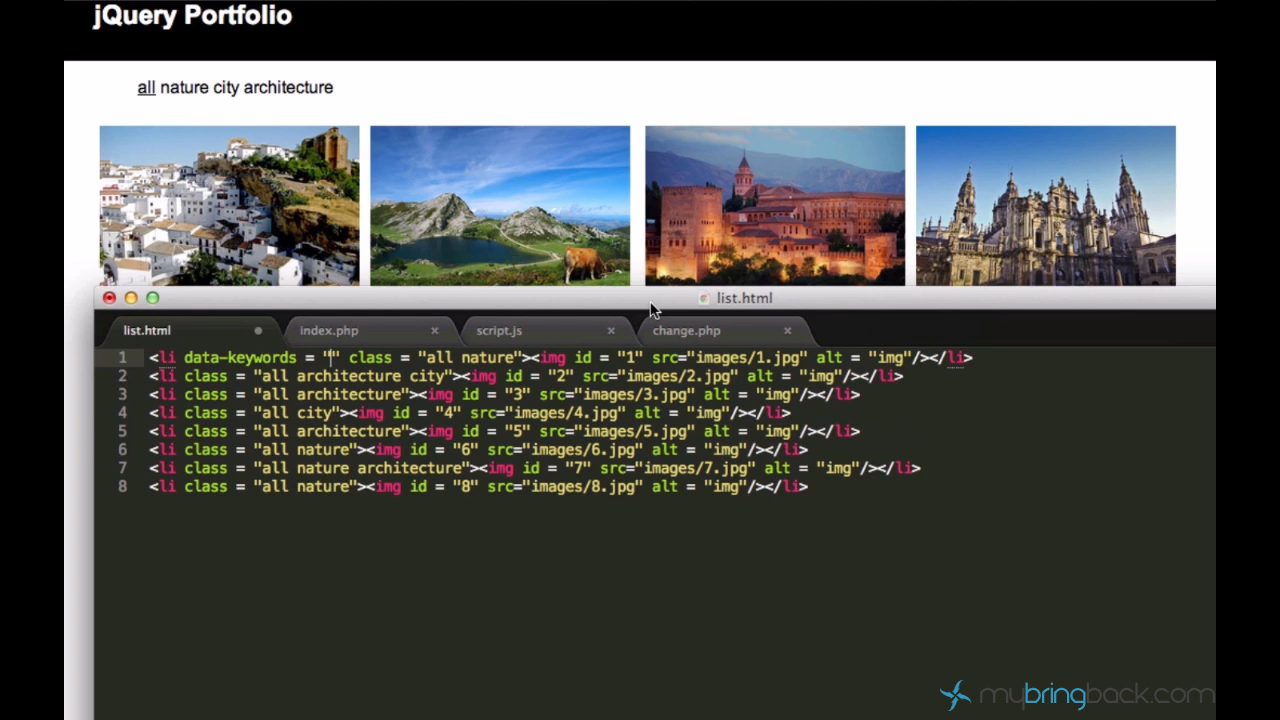 jQuery Portfolio
all nature city architecture
list.html
list.html index.php script.js change.php
1 <li data-keywords = "" class = "all nature"><img id = "1" src="images/1.jpg" alt = "img"/></li>
2 <li class = "all architecture city"><img id = "2" src="images/2.jpg" alt = "img"/></li>
3 <li class = "all architecture"><img id = "3" src="images/3.jpg" alt = "img"/></li>
4 <li class = "all city"><img id = "4" src="images/4.jpg" alt = "img"/></li>
5 <li class = "all architecture"><img id = "5" src="images/5.jpg" alt = "img"/></li>
6 <li class = "all nature"><img id = "6" src="images/6.jpg" alt = "img"/></li>
7 <li class = "all nature architecture"><img id = "7" src="images/7.jpg" alt = "img"/></li>
8 <li class = "all nature"><img id = "8" src="images/8.jpg" alt = "img"/></li>
mybringback.com